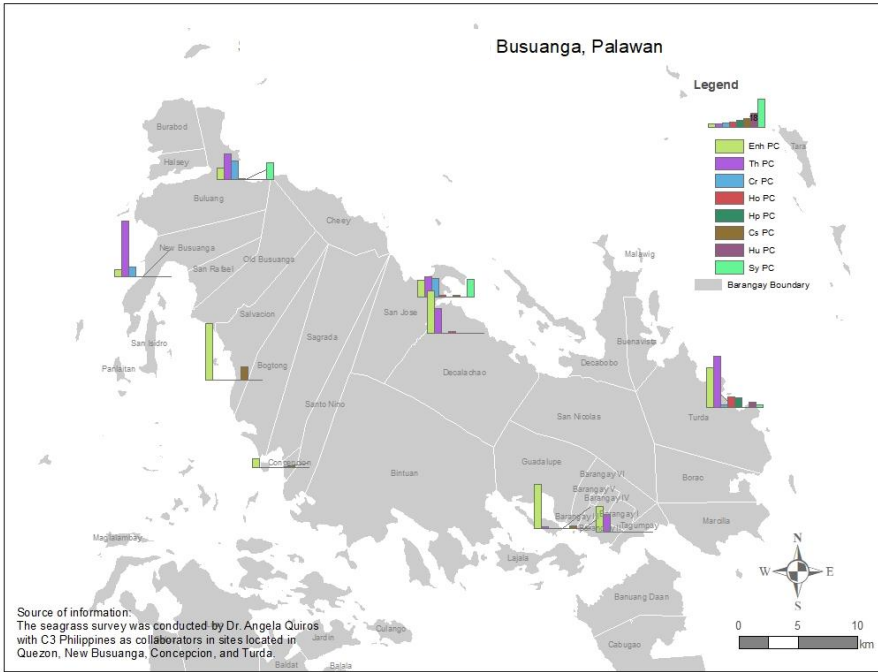 Busuanga, Palawan
Legend
18
Enh PC
Th PC
Cr PC
Ho PC
Hp PC
Cs PC
Hu PC
Sy PC
Barangay Boundary
Tara
Burabod
Halsey
Buluang
Cheey
New Busuanga
Old Busuanga
San Rafael
Malawig
Salvacion
San Jose
Sagrada
San Isidro
Buenavista
Panlaitan
Bogtong
Decabobo
Decalachao
Santo Nino
San Nicolas
Turda
Concepcion
Bintuan
Guadalupe
Barangay VI
Barangay V
Barangay IV
Borac
Barangay I
Tagumpay
Marcilla
Lajala
Maglalambay
Banuang Daan
Cabugao
Culango
Jardin
Baldat
Balala
N
W
E
S
0
5
10
km
Source of information:
The seagrass survey was conducted by Dr. Angela Quiros
with C3 Philippines as collaborators in sites located in
Quezon, New Busuanga, Concepcion, and Turda.